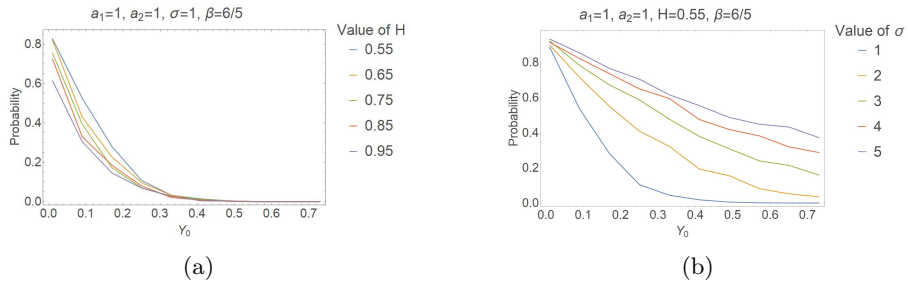 a₁=1, a₂=1, σ=1, β=6/5
Probability
0.8
0.6
0.4
0.2
0.0
0.0 0.1 0.2 0.3 0.4 0.5 0.6 0.7
Y₀
Value of H
0.55
0.65
0.75
0.85
0.95
(a)
a₁=1, a₂=1, H=0.55, β=6/5
Probability
0.8
0.6
0.4
0.2
0.0
0.0 0.1 0.2 0.3 0.4 0.5 0.6 0.7
Y₀
Value of σ
1
2
3
4
5
(b)